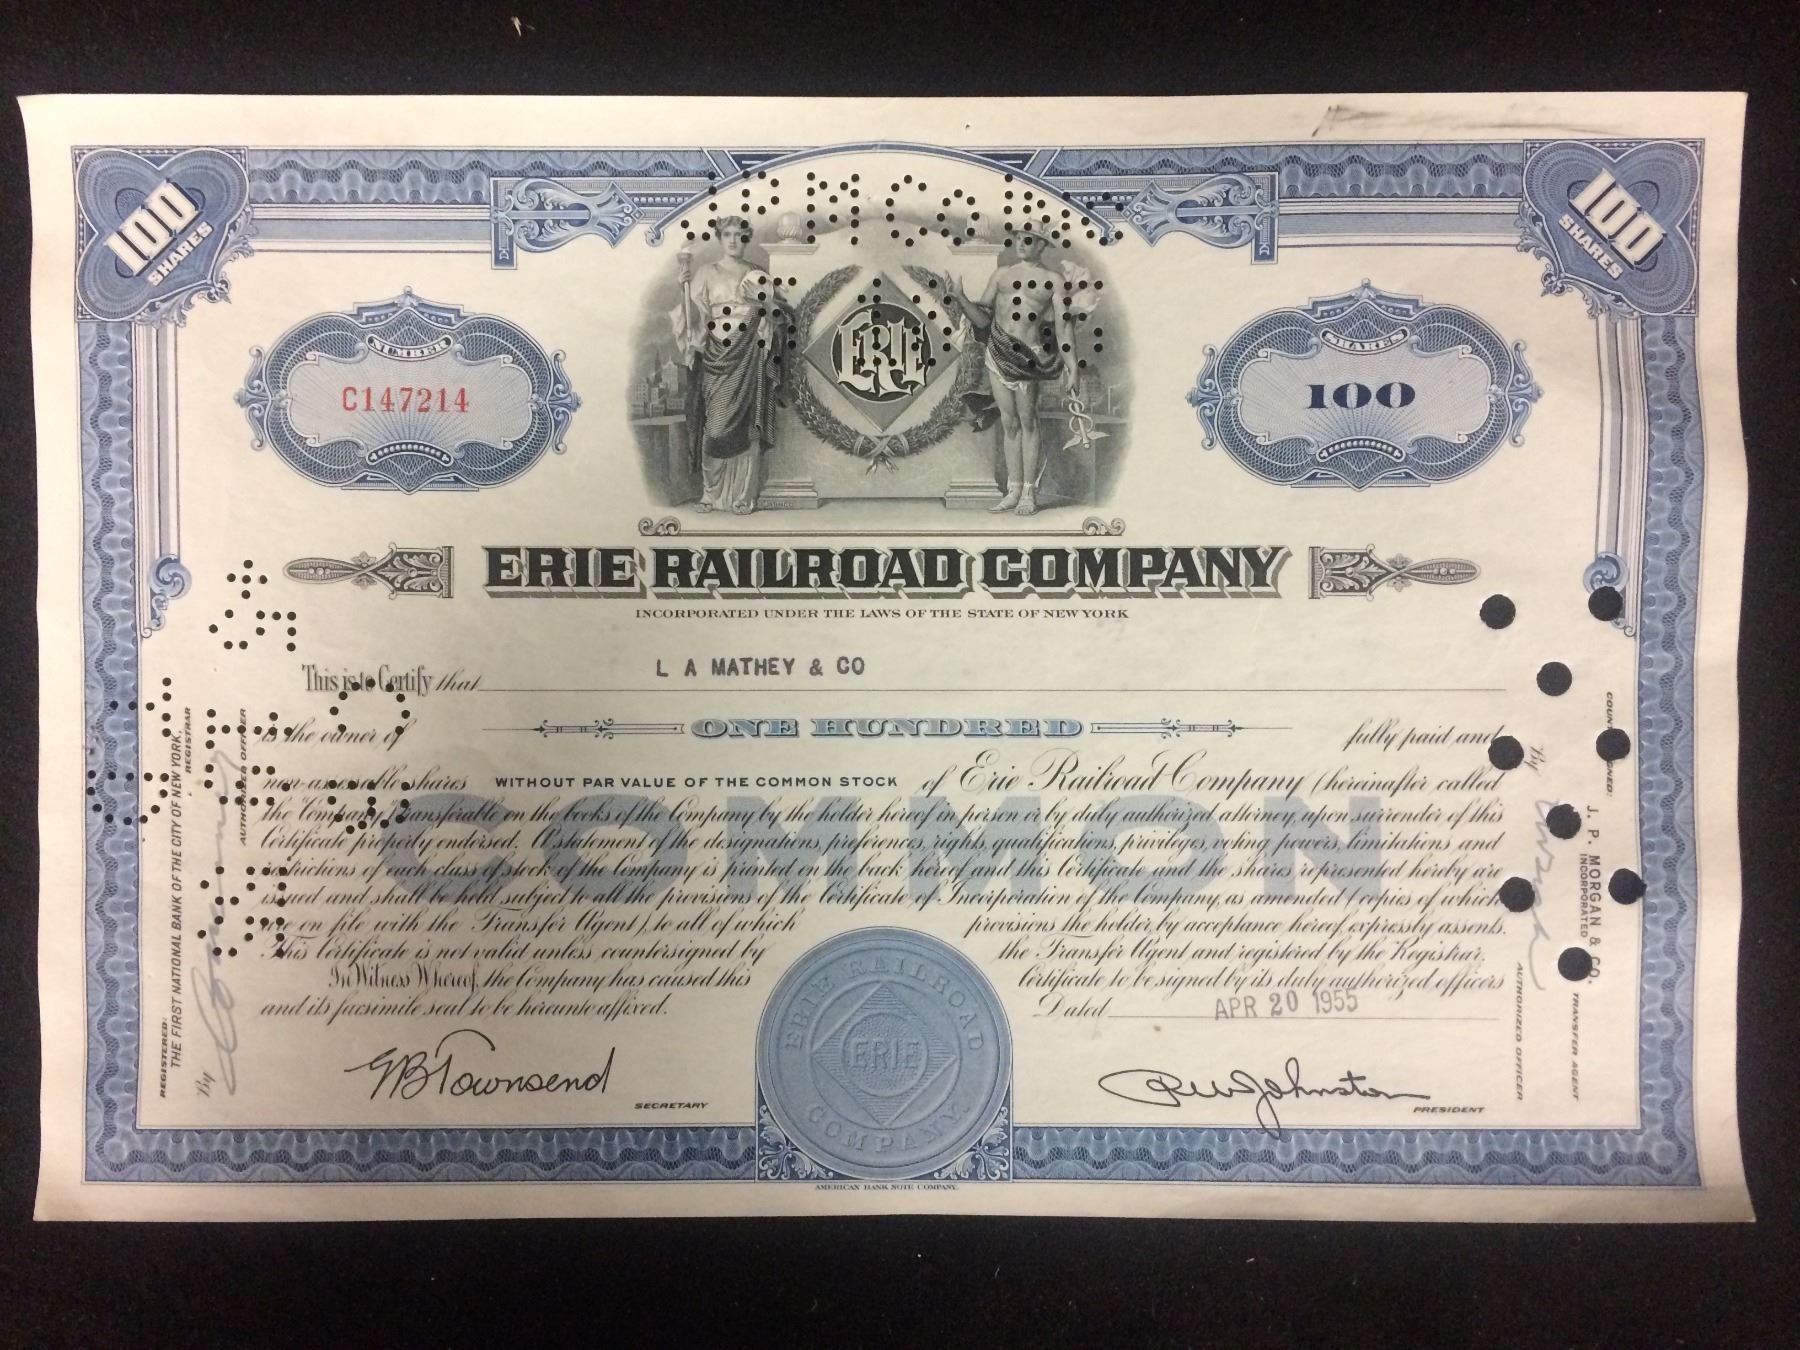 100
SHARES
100
SHARES
NUMBER
C147214
ERIE
SHARES
100
ERIE RAILROAD COMPANY
INCORPORATED UNDER THE LAWS OF THE STATE OF NEW YORK
This is to Certify that L A MATHEY & CO
is the owner of ONE HUNDRED fully paid and
non-assessable shares WITHOUT PAR VALUE OF THE COMMON STOCK of Erie Railroad Company (hereinafter called
the "Company") transferable on the books of the Company by the holder hereof in person or by duly authorized attorney, upon surrender of this
Certificate properly endorsed. A statement of the designations, preferences, rights, qualifications, privileges, voting powers, limitations and
restrictions of each class of stock of the Company is printed on the back hereof and this Certificate and the shares represented hereby are
issued and shall be held subject to all the provisions of the Certificate of Incorporation of the Company, as amended (copies of which
are on file with the Transfer Agent), to all of which provisions the holder, by acceptance hereof, expressly assents.
This Certificate is not valid unless countersigned by the Transfer Agent and registered by the Registrar.
In Witness Whereof, the Company has caused this Certificate to be signed by its duly authorized officers
and its facsimile seal to be hereunto affixed. Dated APR 20 1955
COMMON
GB Townsend
SECRETARY
ERIE RAILROAD COMPANY
ERIE
PW Johnston
PRESIDENT
AMERICAN BANK NOTE COMPANY.
REGISTERED:
THE FIRST NATIONAL BANK OF THE CITY OF NEW YORK,
REGISTRAR
By
AUTHORIZED OFFICER
COUNTERSIGNED:
J. P. MORGAN & CO.
INCORPORATED
TRANSFER AGENT
By
AUTHORIZED OFFICER